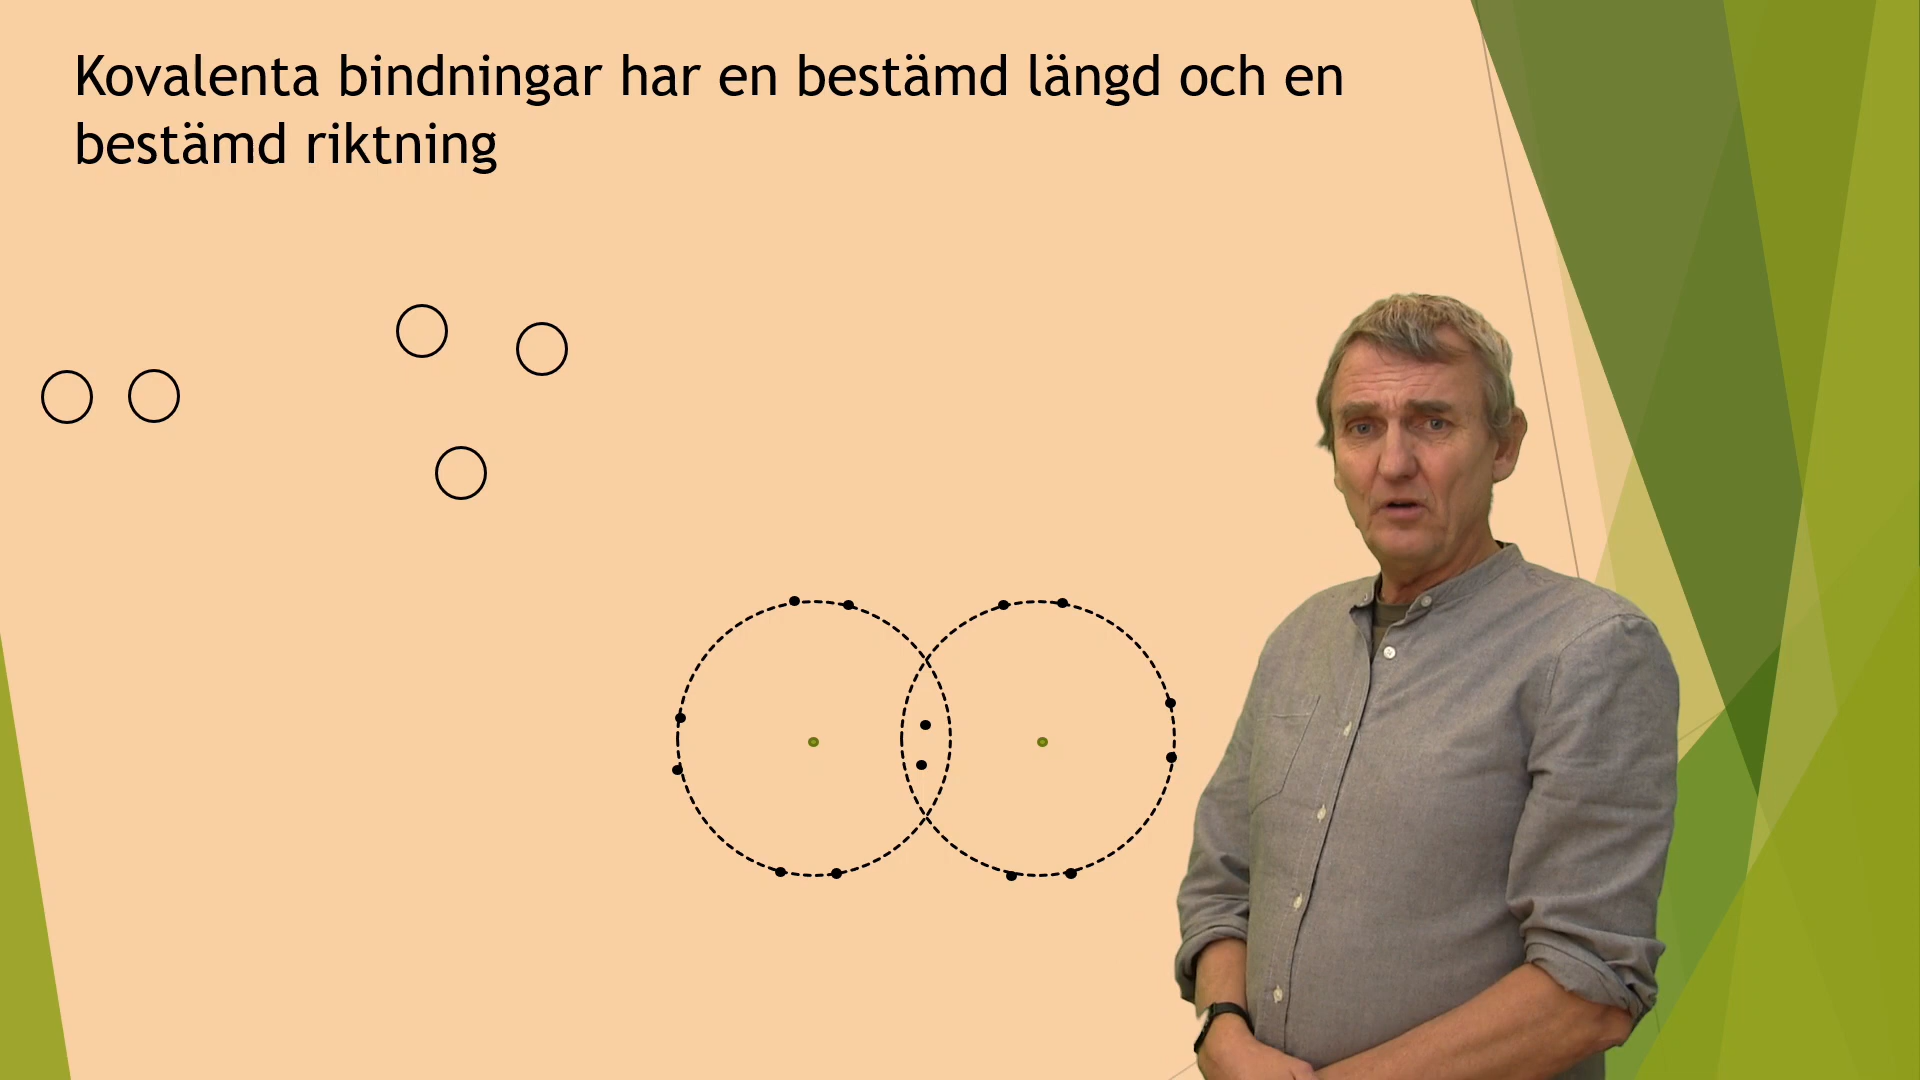 Kovalenta bindningar har en bestämd längd och en
bestämd riktning